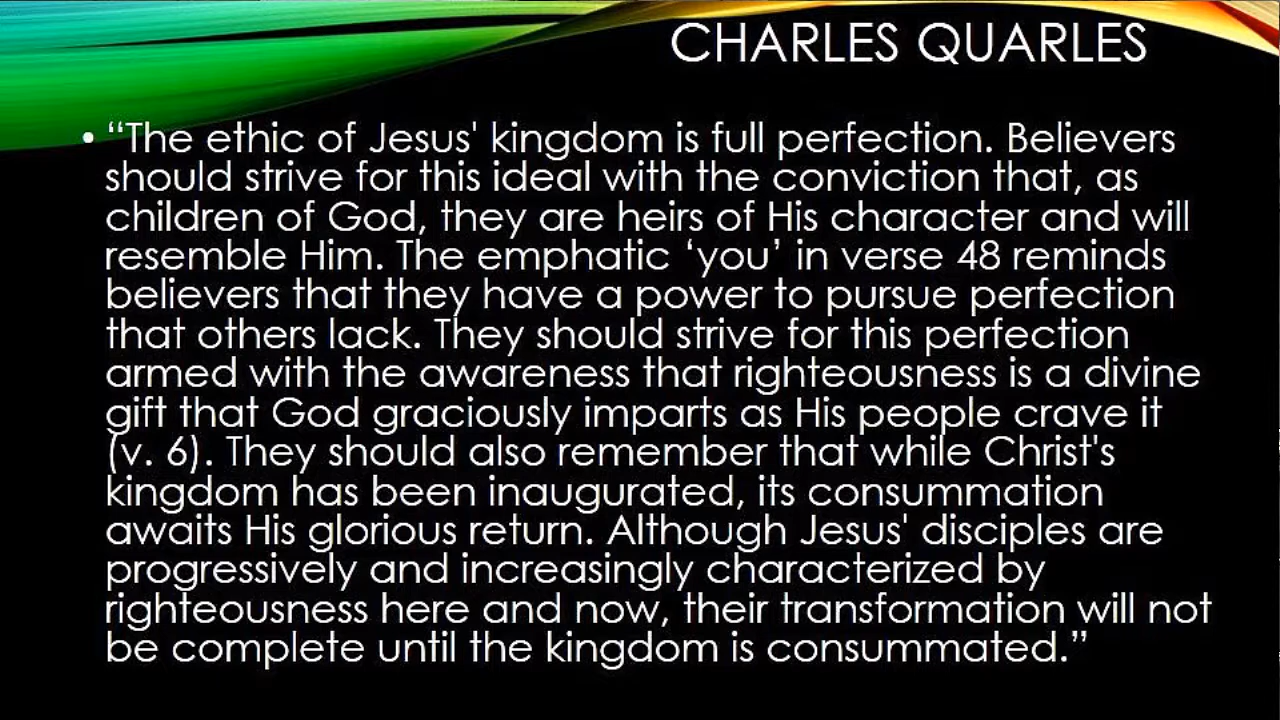 CHARLES QUARLES
• “The ethic of Jesus' kingdom is full perfection. Believers
should strive for this ideal with the conviction that, as
children of God, they are heirs of His character and will
resemble Him. The emphatic ‘you’ in verse 48 reminds
believers that they have a power to pursue perfection
that others lack. They should strive for this perfection
armed with the awareness that righteousness is a divine
gift that God graciously imparts as His people crave it
(v. 6). They should also remember that while Christ's
kingdom has been inaugurated, its consummation
awaits His glorious return. Although Jesus' disciples are
progressively and increasingly characterized by
righteousness here and now, their transformation will not
be complete until the kingdom is consummated.”